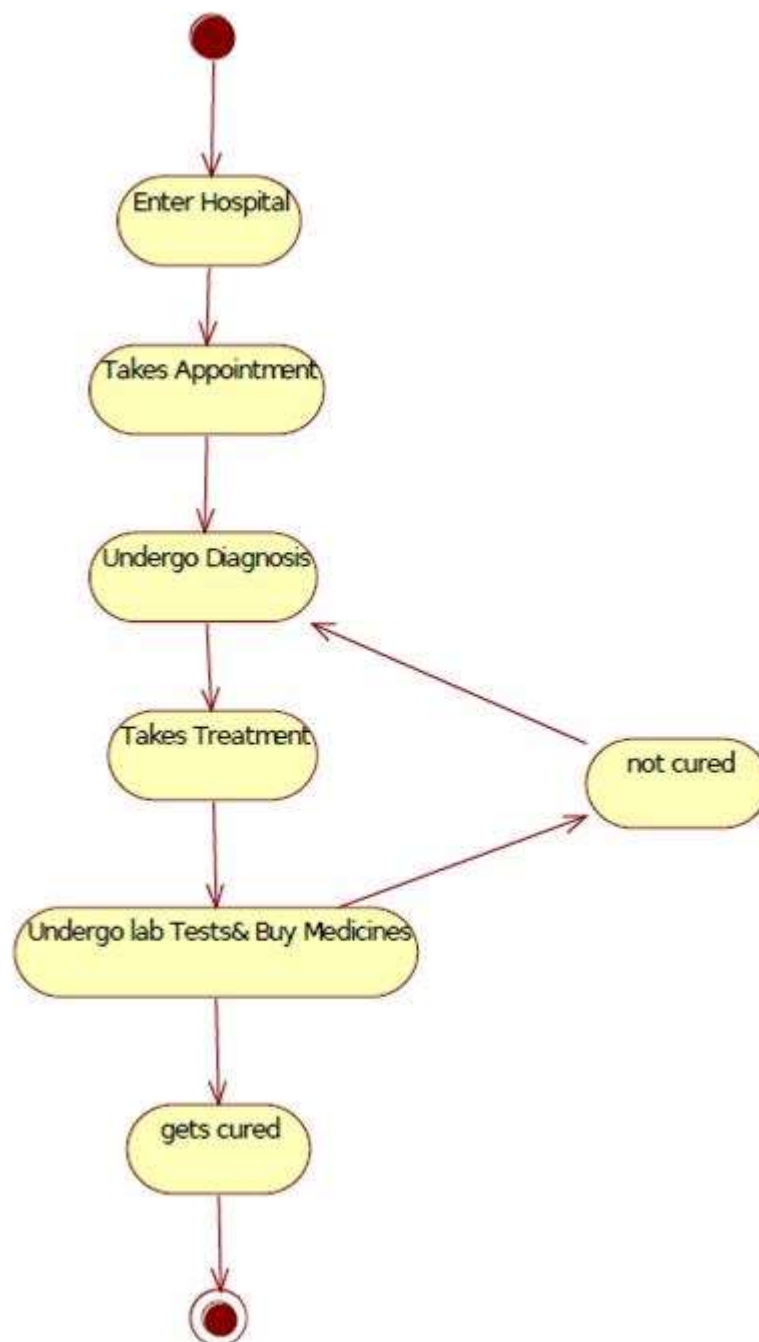 Enter Hospital
Takes Appointment
Undergo Diagnosis
Takes Treatment
not cured
Undergo lab Tests& Buy Medicines
gets cured